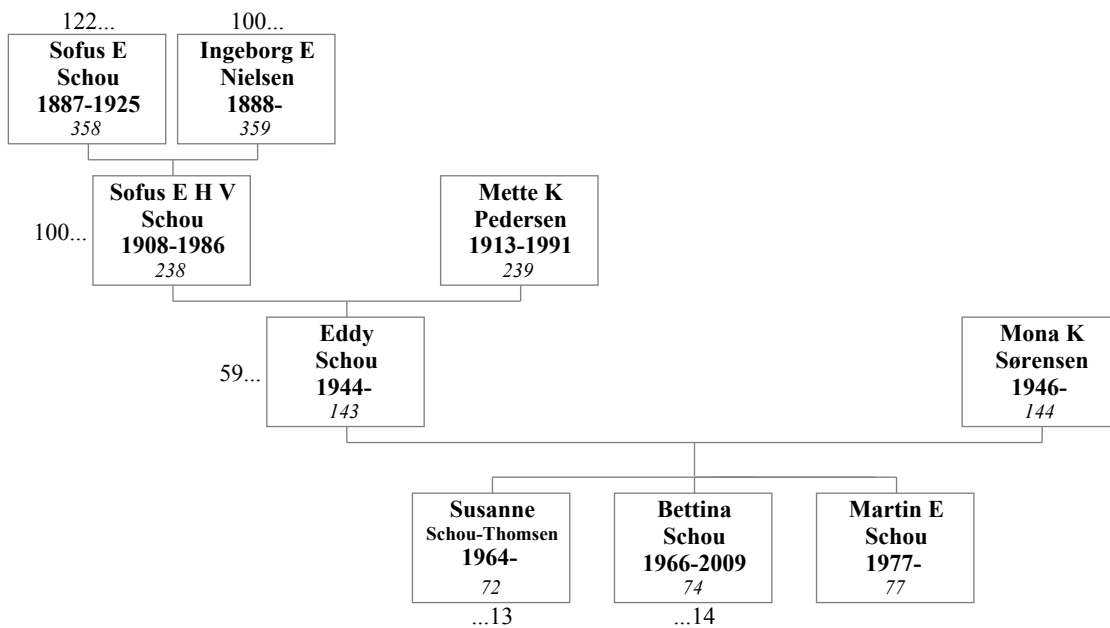 122...
100...
Sofus E
Schou
1887-1925
358
Ingeborg E
Nielsen
1888-
359
100...
Sofus E H V
Schou
1908-1986
238
Mette K
Pedersen
1913-1991
239
59...
Eddy
Schou
1944-
143
Mona K
Sørensen
1946-
144
Susanne
Schou-Thomsen
1964-
72
...13
Bettina
Schou
1966-2009
74
...14
Martin E
Schou
1977-
77